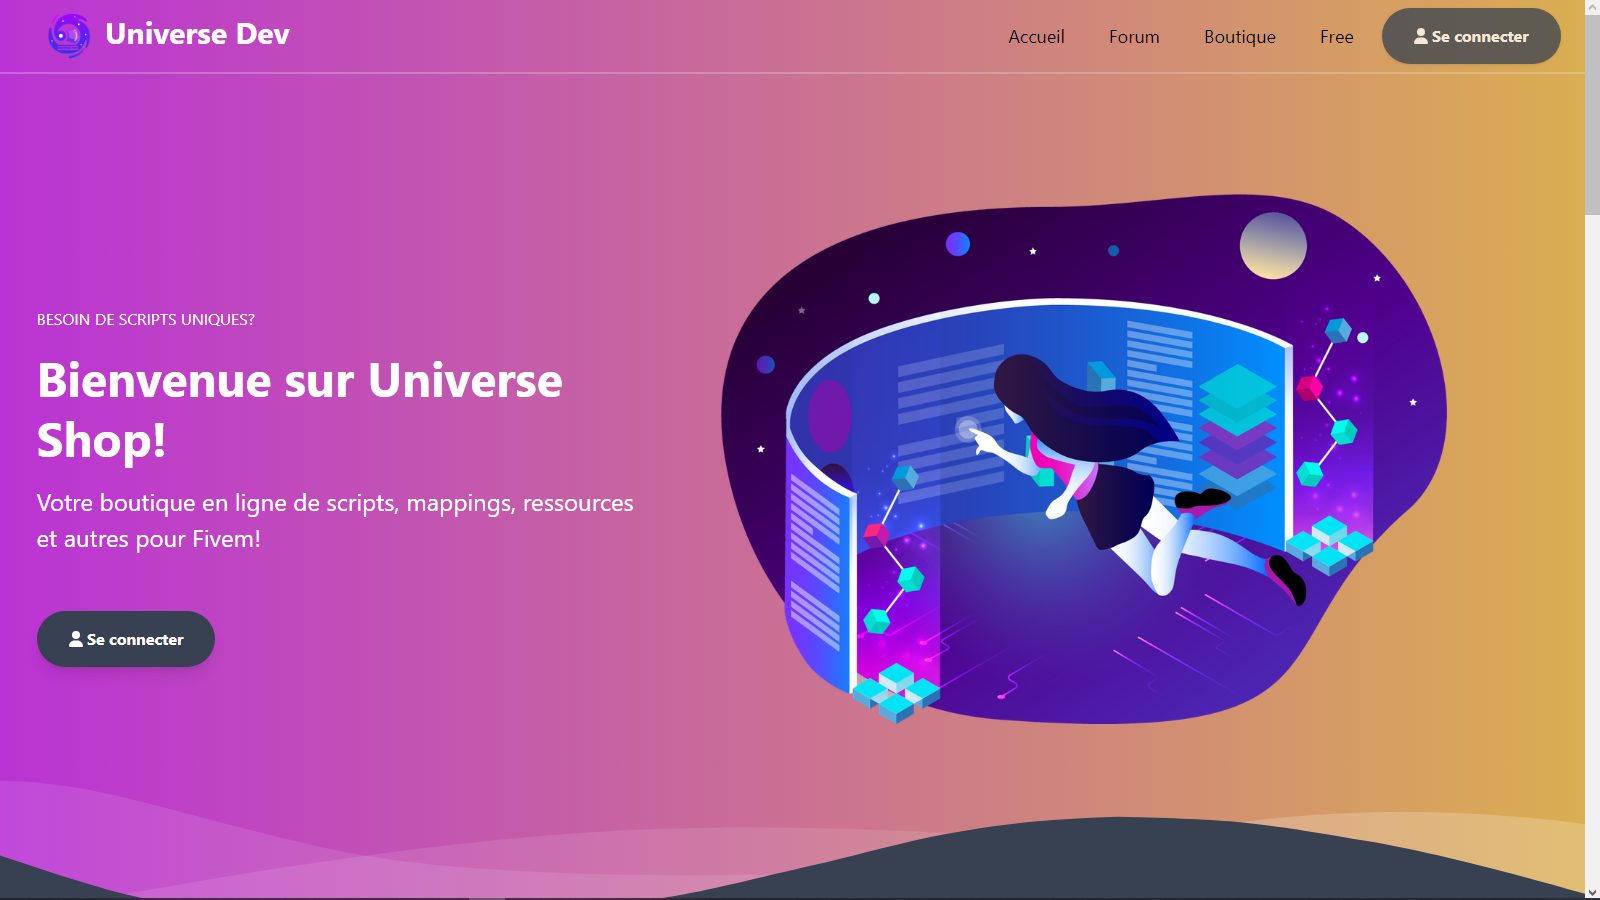 Universe Dev
Accueil
Forum
Boutique
Free
Se connecter
BESOIN DE SCRIPTS UNIQUES?
Bienvenue sur Universe
Shop!
Votre boutique en ligne de scripts, mappings, ressources
et autres pour Fivem!
Se connecter